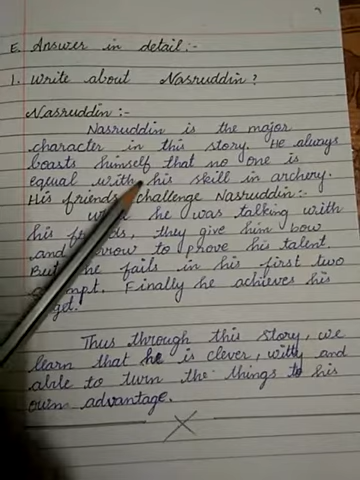 E. Answer in detail:-
1. Write about Nasruddin?
Nasruddin :-
Nasruddin is the major
character in this story. He always
boasts himself that no one is
equal with his skill in archery.
His friends challenge Nasruddin:-
he was talking with
his, they give him bow
and to prove his talent.
But he fails in his first two
Finally he achieves his
Thus through this story, we
learn that he is clever, witty and
able to turn the things to his
own advantage.